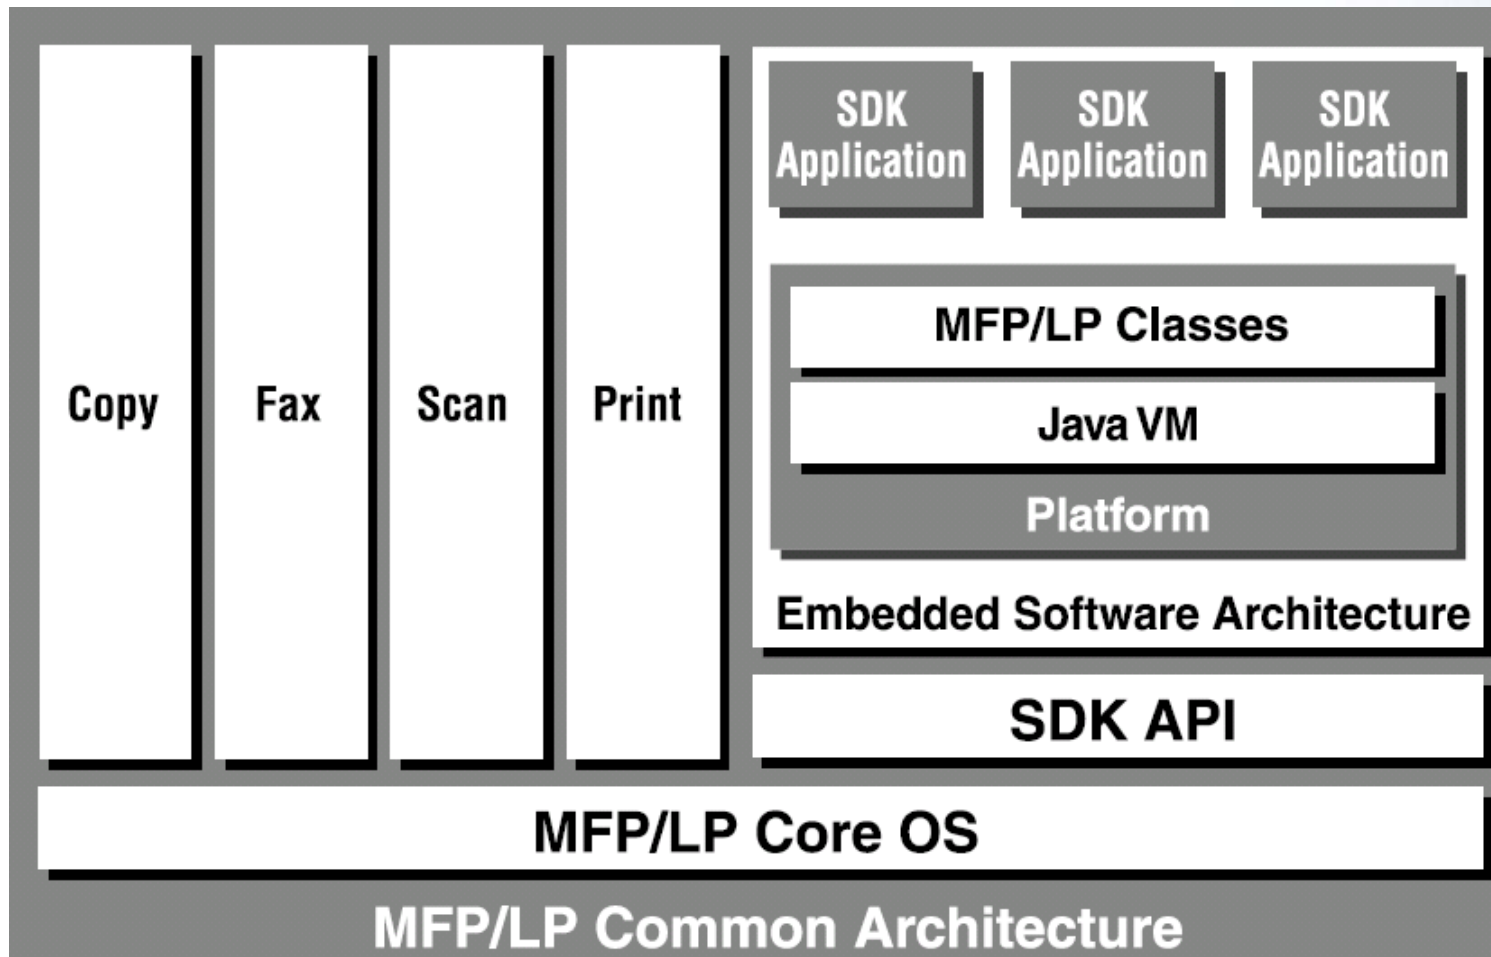 SDK
Application
SDK
Application
SDK
Application
Copy
Fax
Scan
Print
MFP/LP Classes
Java VM
Platform
Embedded Software Architecture
SDK API
MFP/LP Core OS
MFP/LP Common Architecture